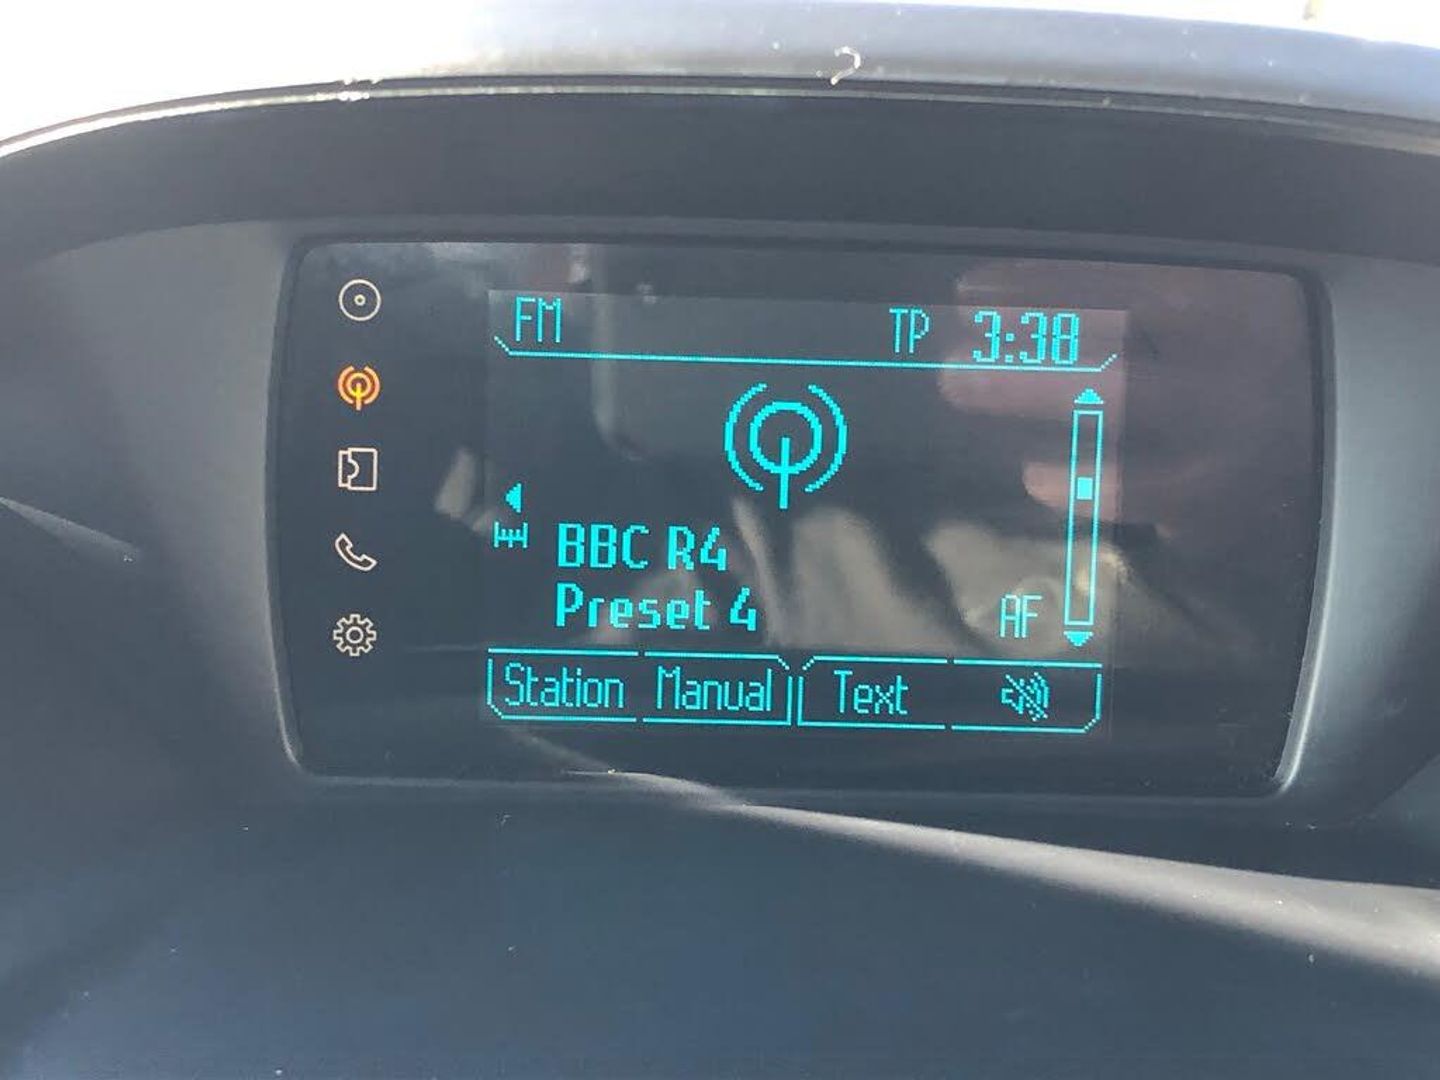 FM TP 3:38
BBC R4
Preset 4
AF
Station Manual Text